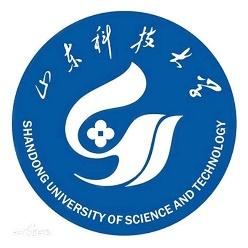 山东科技大学
SHANDONG UNIVERSITY OF SCIENCE AND TECHNOLOGY